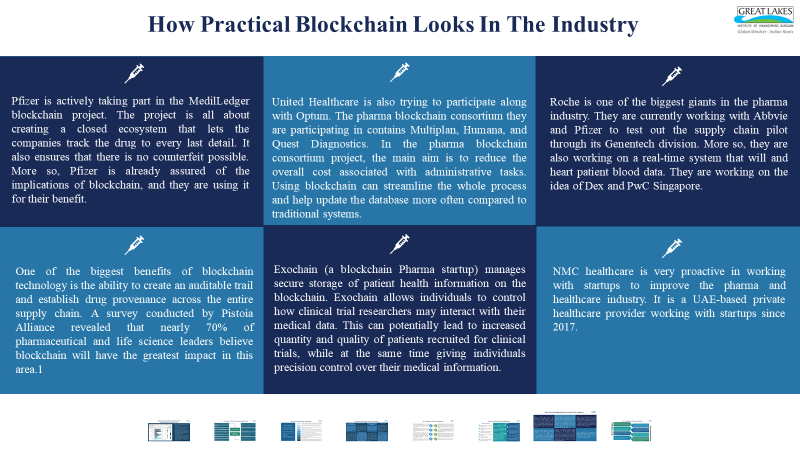 How Practical Blockchain Looks In The Industry
GREAT LAKES
INSTITUTE OF MANAGEMENT, GURGAON
Global Mindset - Indian Roots
Pfizer is actively taking part in the MedilLedger
blockchain project. The project is all about
creating a closed ecosystem that lets the
companies track the drug to every last detail. It
also ensures that there is no counterfeit possible.
More so, Pfizer is already assured of the
implications of blockchain, and they are using it
for their benefit.
United Healthcare is also trying to participate along
with Optum. The pharma blockchain consortium they
are participating in contains Multiplan, Humana, and
Quest Diagnostics. In the pharma blockchain
consortium project, the main aim is to reduce the
overall cost associated with administrative tasks.
Using blockchain can streamline the whole process
and help update the database more often compared to
traditional systems.
Roche is one of the biggest giants in the pharma
industry. They are currently working with Abbvie
and Pfizer to test out the supply chain pilot
through its Genentech division. More so, they are
also working on a real-time system that will and
heart patient blood data. They are working on the
idea of Dex and PwC Singapore.
One of the biggest benefits of blockchain
technology is the ability to create an auditable trail
and establish drug provenance across the entire
supply chain. A survey conducted by Pistoia
Alliance revealed that nearly 70% of
pharmaceutical and life science leaders believe
blockchain will have the greatest impact in this
area.1
Exochain (a blockchain Pharma startup) manages
secure storage of patient health information on the
blockchain. Exochain allows individuals to control
how clinical trial researchers may interact with their
medical data. This can potentially lead to increased
quantity and quality of patients recruited for clinical
trials, while at the same time giving individuals
precision control over their medical information.
NMC healthcare is very proactive in working
with startups to improve the pharma and
healthcare industry. It is a UAE-based private
healthcare provider working with startups since
2017.